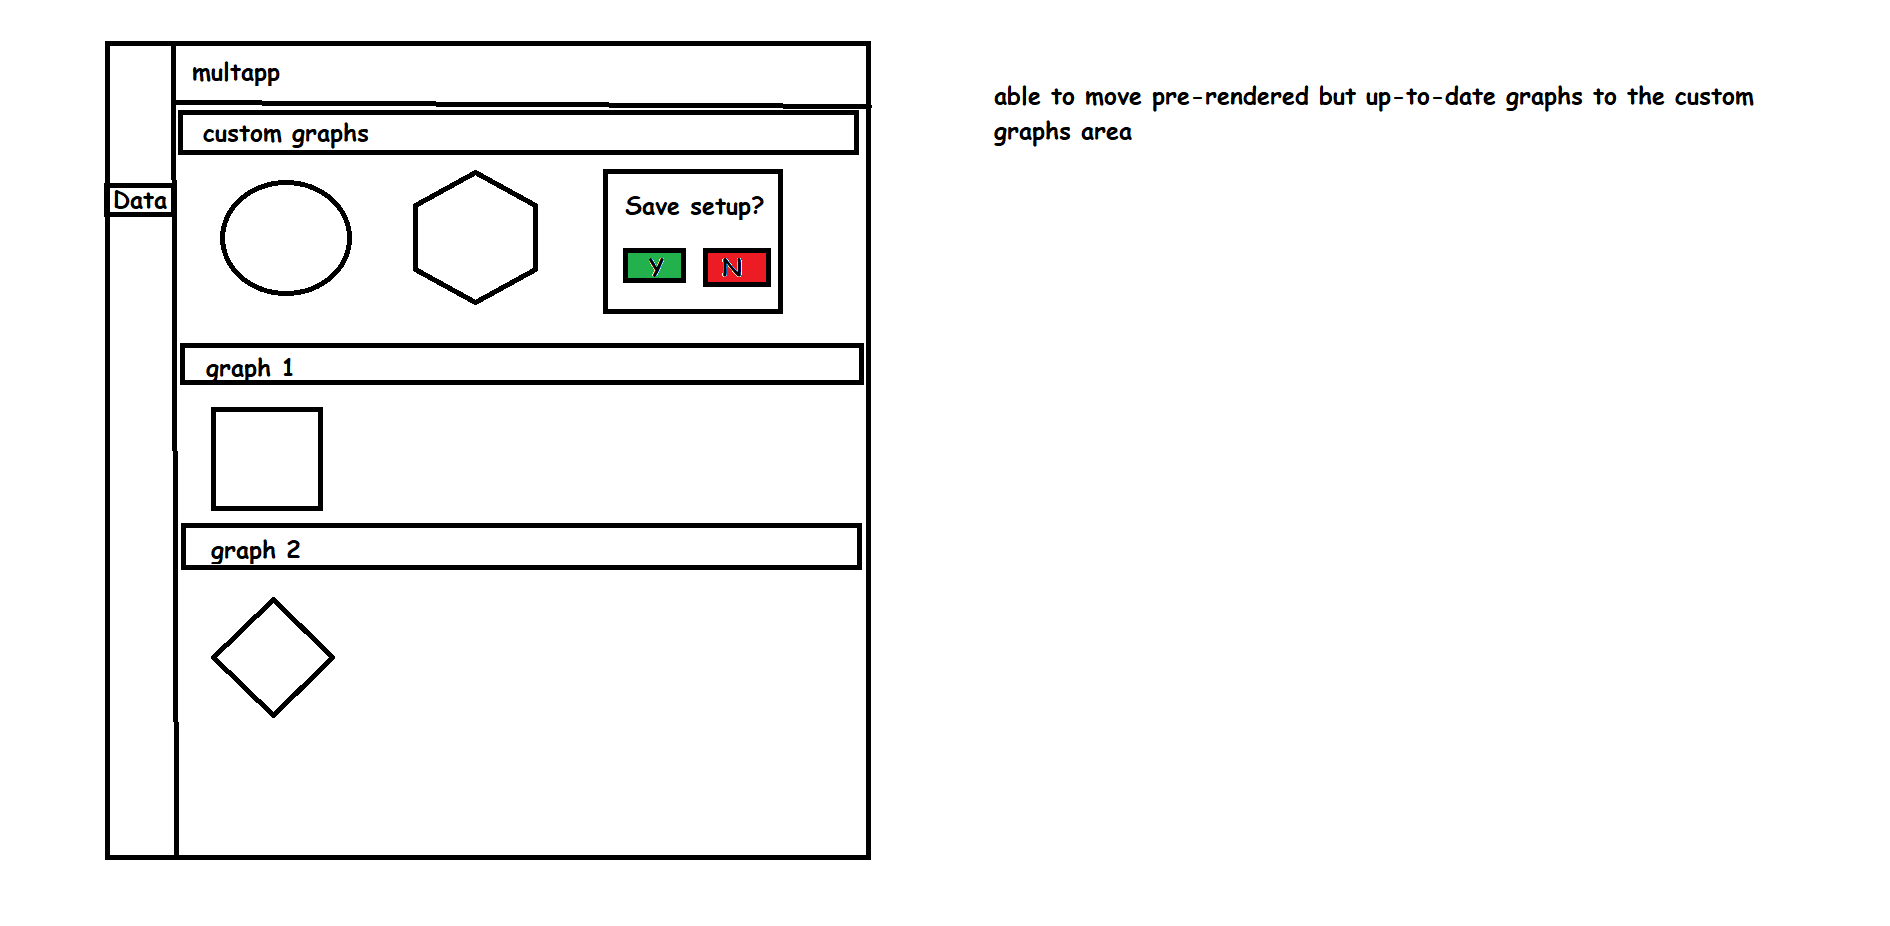 multapp
custom graphs
Data
Save setup?
Y N
graph 1
graph 2
able to move pre-rendered but up-to-date graphs to the custom
graphs area